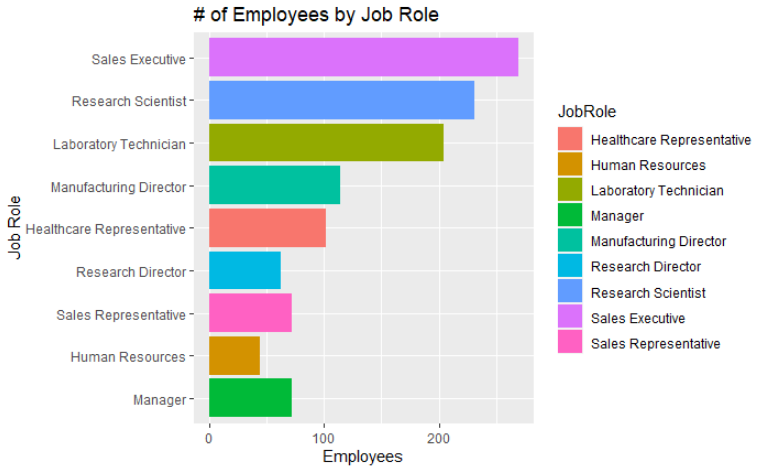 # of Employees by Job Role
Job Role
Sales Executive
Research Scientist
Laboratory Technician
Manufacturing Director
Healthcare Representative
Research Director
Sales Representative
Human Resources
Manager
0 100 200
Employees
JobRole
Healthcare Representative
Human Resources
Laboratory Technician
Manager
Manufacturing Director
Research Director
Research Scientist
Sales Executive
Sales Representative